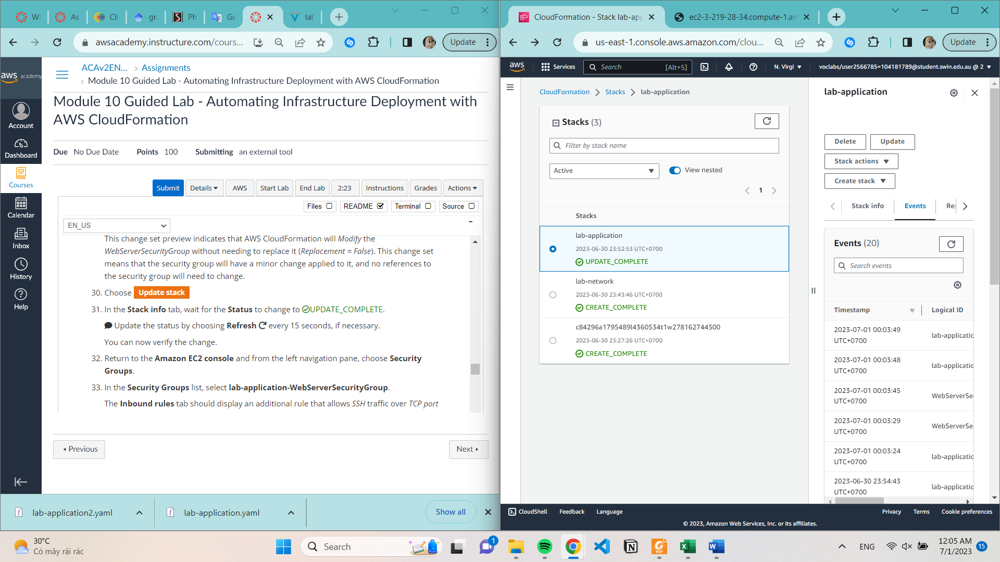 Wh
As
Cli
gra
Ph
Go
lab
awsacademy.instructure.com/cours...
Update
aws academy
Account
Dashboard
Courses
Calendar
Inbox
History
Help
ACAv2EN... > Assignments
> Module 10 Guided Lab - Automating Infrastructure Deployment with AWS CloudFormation
Module 10 Guided Lab - Automating Infrastructure Deployment with
AWS CloudFormation
Due No Due Date Points 100 Submitting an external tool
Submit Details AWS Start Lab End Lab 2:23 Instructions Grades Actions
Files README Terminal Source
EN_US
This change set preview indicates that AWS CloudFormation will Modify the
WebServerSecurityGroup without needing to replace it (Replacement = False). This change set
means that the security group will have a minor change applied to it, and no references to
the security group will need to change.
30. Choose Update stack
31. In the Stack info tab, wait for the Status to change to UPDATE_COMPLETE.
Update the status by choosing Refresh every 15 seconds, if necessary.
You can now verify the change.
32. Return to the Amazon EC2 console and from the left navigation pane, choose Security
Groups.
33. In the Security Groups list, select lab-application-WebServerSecurityGroup.
The Inbound rules tab should display an additional rule that allows SSH traffic over TCP port
Previous
Next
lab-application2.yaml
lab-application.yaml
Show all
CloudFormation - Stack lab-app
ec2-3-219-28-34.compute-1.am
us-east-1.console.aws.amazon.com/clou...
Update
aws
Services
Search [Alt+S]
N. Virgi
voclabs/user2566785=104181789@student.swin.edu.au @ 2
CloudFormation > Stacks > lab-application
Stacks (3)
Filter by stack name
Active
View nested
1
Stacks
lab-application
2023-06-30 23:52:53 UTC+0700
UPDATE_COMPLETE
lab-network
2023-06-30 23:43:46 UTC+0700
CREATE_COMPLETE
c84296a1795489l4360534t1w278162744500
2023-06-30 23:27:26 UTC+0700
CREATE_COMPLETE
lab-application
Delete
Update
Stack actions
Create stack
Stack info
Events
Res
Events (20)
Search events
Timestamp Logical ID
2023-07-01 00:03:49
UTC+0700
lab-applicatio
2023-07-01 00:03:48
UTC+0700
lab-applicatio
2023-07-01 00:03:45
UTC+0700
WebServerSe
2023-07-01 00:03:29
UTC+0700
WebServerSe
2023-07-01 00:03:24
UTC+0700
lab-applicatio
2023-06-30 23:54:43
UTC+0700
lab-applicatio
CloudShell
Feedback
Language
Privacy
Terms
Cookie preferences
© 2023, Amazon Web Services, Inc. or its affiliates.
30°C
Có mây rải rác
Search
1
ENG
12:05 AM
7/1/2023
15